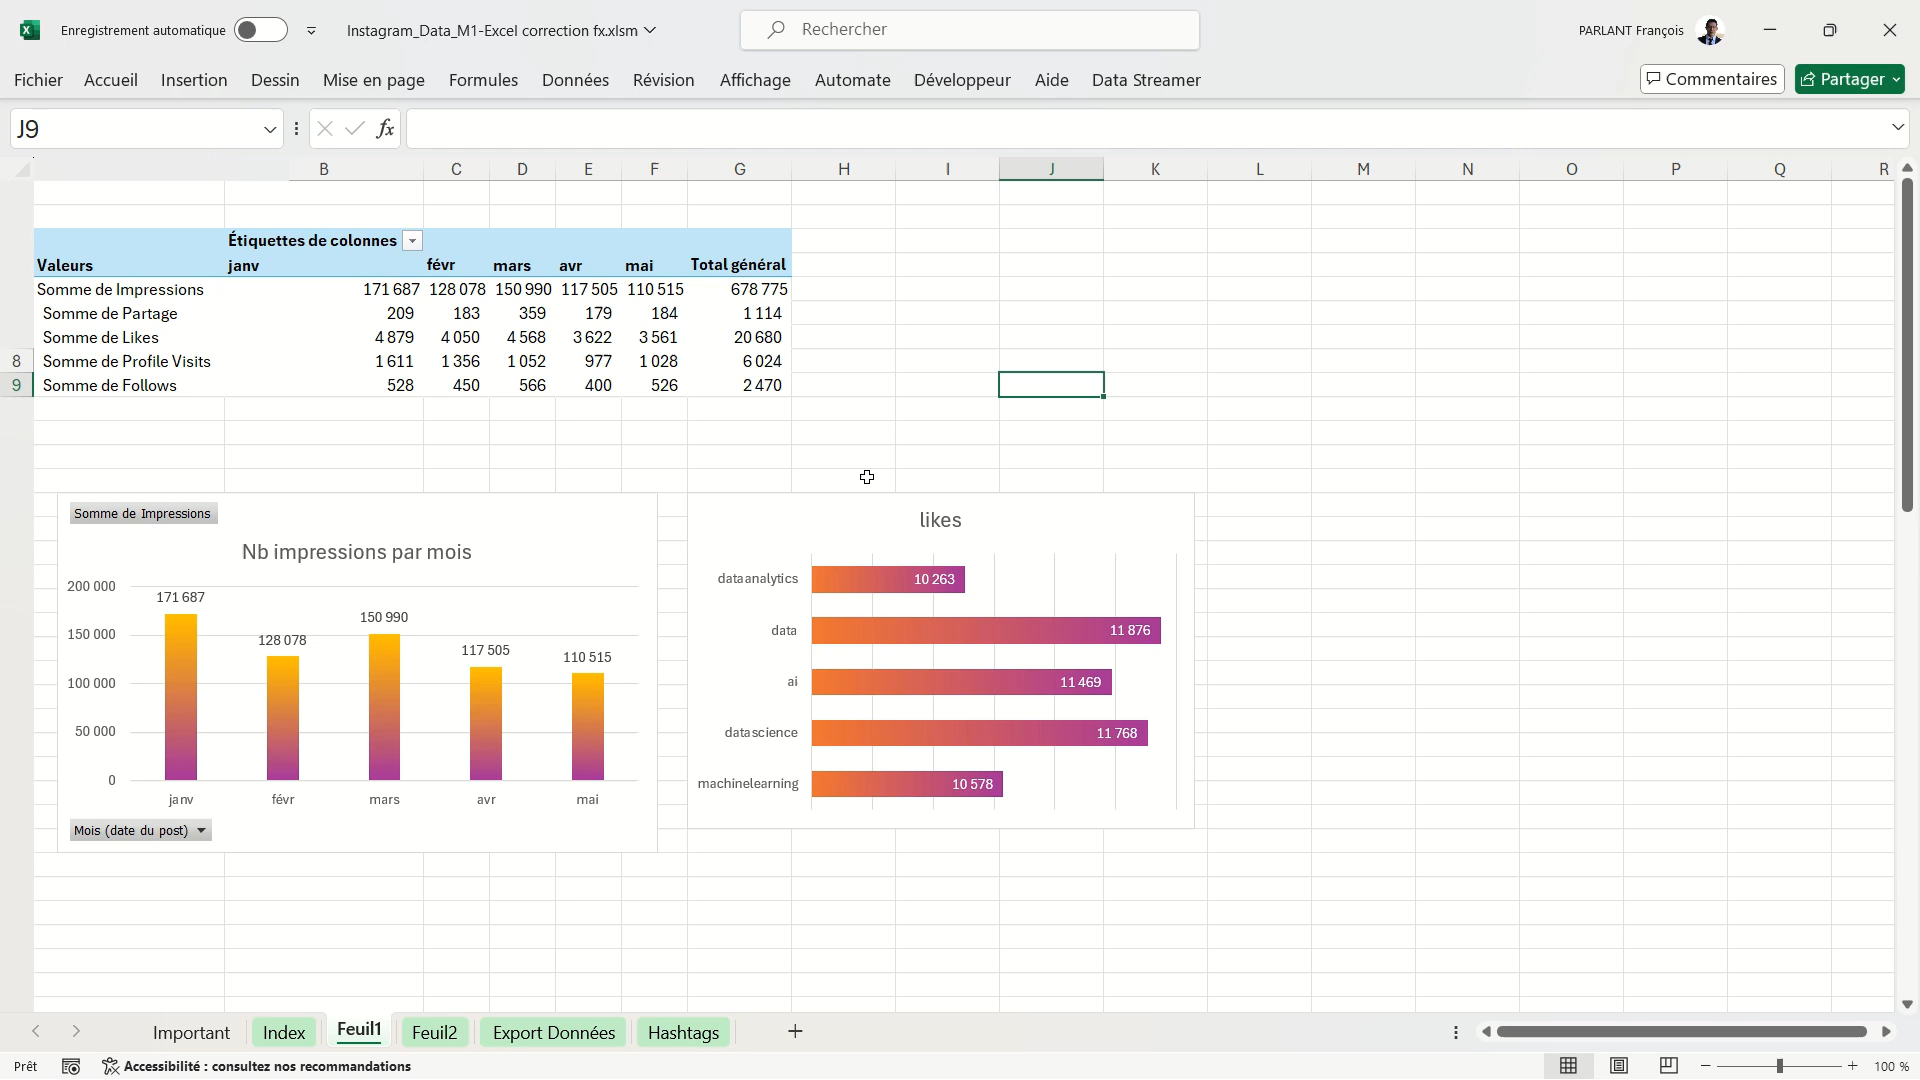 Enregistrement automatique
Instagram_Data_M1-Excel correction fx.xlsm
Rechercher
PARLANT François
Fichier Accueil Insertion Dessin Mise en page Formules Données Révision Affichage Automate Développeur Aide Data Streamer
Commentaires Partager
J9 fx
B C D E F G H I J K L M N O P Q R
Étiquettes de colonnes
Valeurs janv févr mars avr mai Total général
Somme de Impressions 171 687 128 078 150 990 117 505 110 515 678 775
Somme de Partage 209 183 359 179 184 1 114
Somme de Likes 4 879 4 050 4 568 3 622 3 561 20 680
8 Somme de Profile Visits 1 611 1 356 1 052 977 1 028 6 024
9 Somme de Follows 528 450 566 400 526 2 470
Somme de Impressions
Nb impressions par mois
200 000
150 000
100 000
50 000
0
171 687
128 078
150 990
117 505
110 515
janv févr mars avr mai
Mois (date du post)
likes
dataanalytics 10 263
data 11 876
ai 11 469
datascience 11 768
machinelearning 10 578
Important Index Feuil1 Feuil2 Export Données Hashtags
Prêt
Accessibilité : consultez nos recommandations
100 %